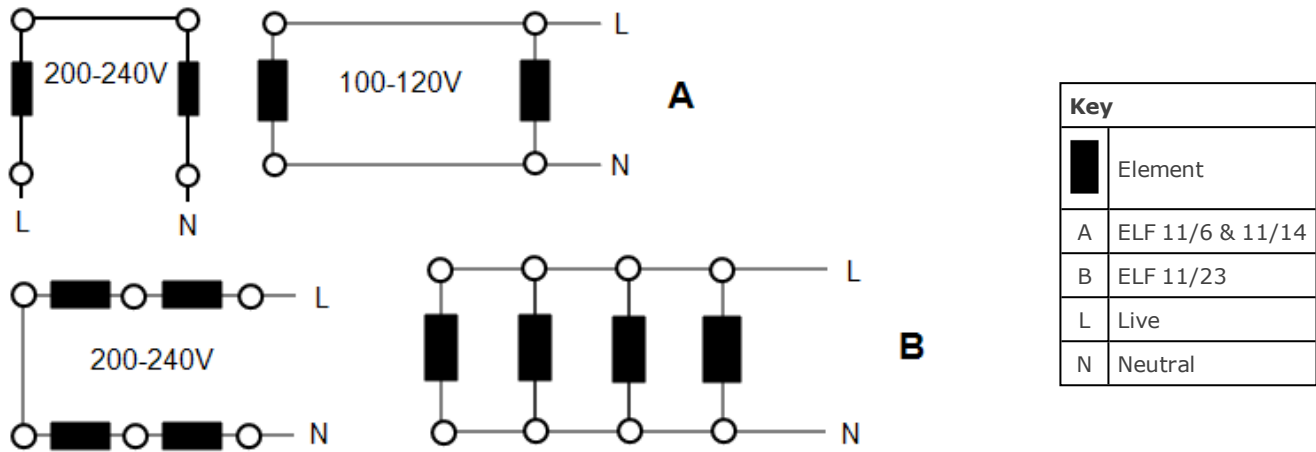 200-240V
L
N
100-120V
L
N
A
200-240V
L
N
L
N
B
Key
Element
A ELF 11/6 & 11/14
B ELF 11/23
L Live
N Neutral